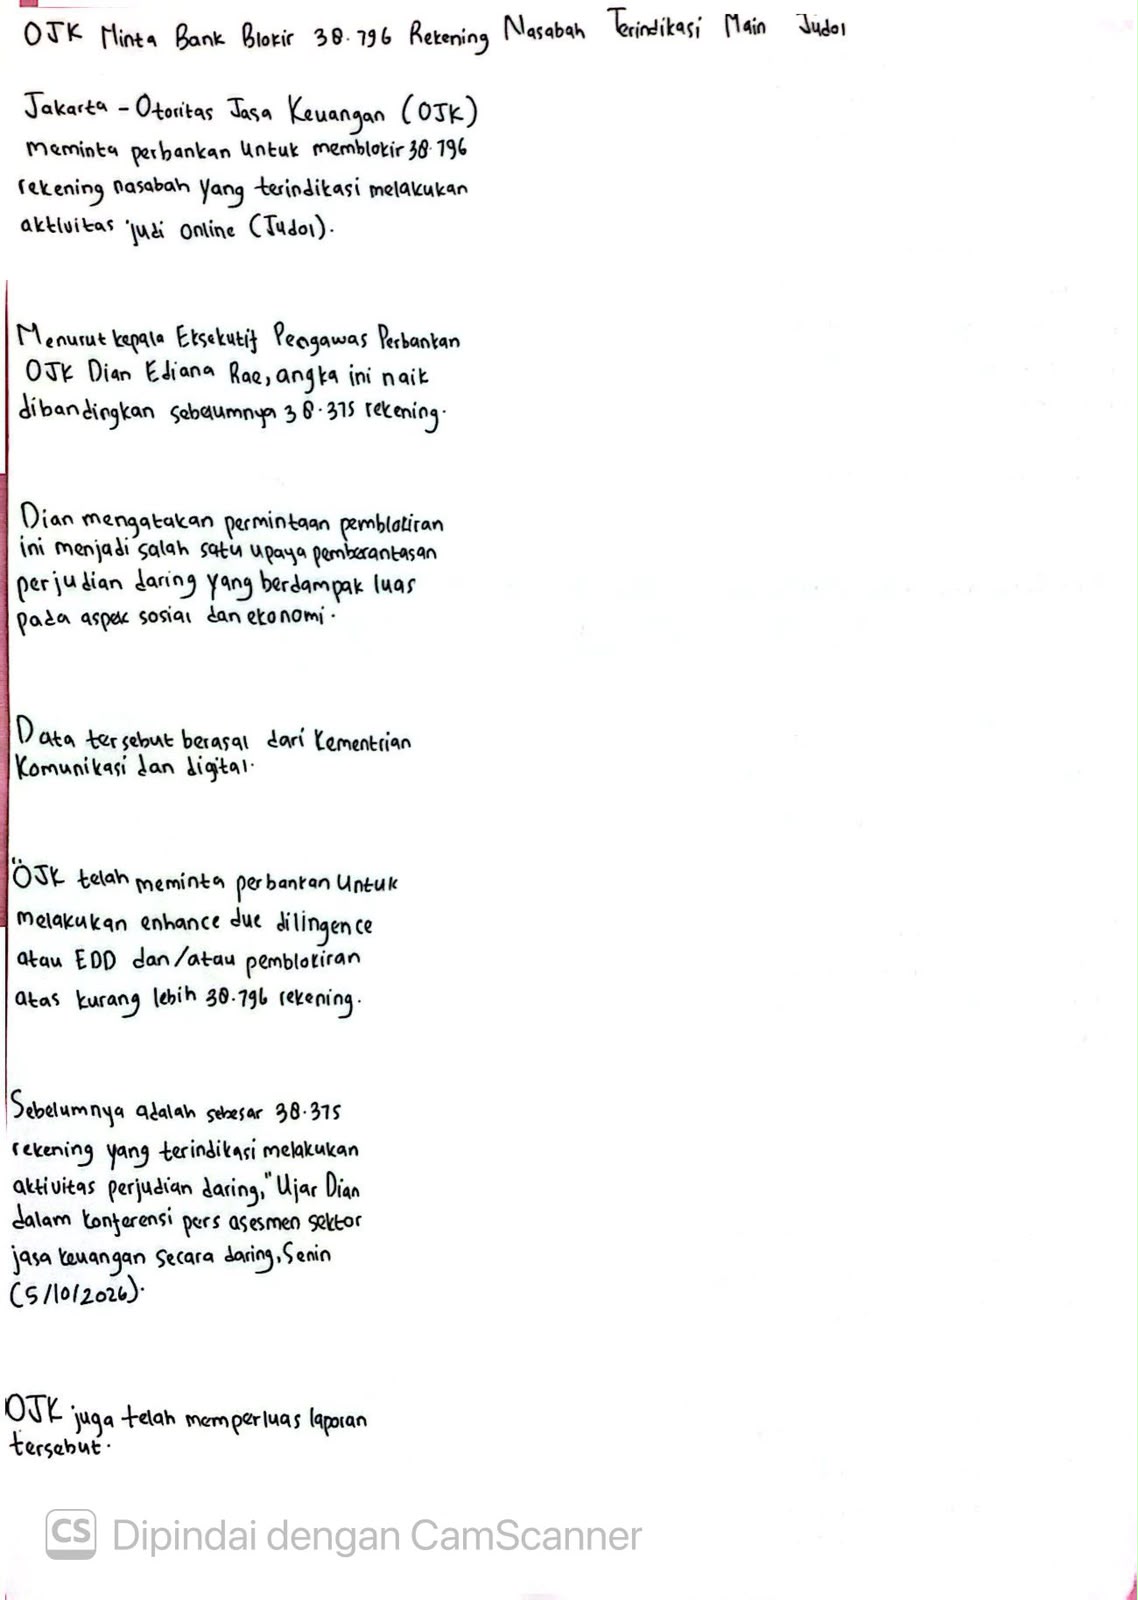 OJK Minta Bank Blokir 38.796 Rekening Nasabah Terindikasi Main Judol
Jakarta - Otoritas Jasa Keuangan (OJK)
meminta perbankan Untuk memblokir 38.796
rekening nasabah yang terindikasi melakukan
aktivitas judi online (Judol).
Menurut kepala Eksekutif Pengawas Perbankan
OJK Dian Ediana Rae, angka ini naik
dibandingkan sebelumnya 38.375 rekening.
Dian mengatakan permintaan pemblokiran
ini menjadi salah satu upaya pemberantasan
perjudian daring yang berdampak luas
pada aspek sosial dan ekonomi.
Data tersebut berasal dari Kementrian
Komunikasi dan digital.
"OJK telah meminta perbankan Untuk
melakukan enhance due dilingence
atau EDD dan/atau pemblokiran
atas kurang lebih 38.796 rekening.
Sebelumnya adalah sebesar 38.375
rekening yang terindikasi melakukan
aktivitas perjudian daring," Ujar Dian
dalam konferensi pers asesmen sektor
jasa keuangan secara daring, Senin
(5/10/2026).
OJK juga telah memperluas laporan
tersebut.
CS Dipindai dengan CamScanner